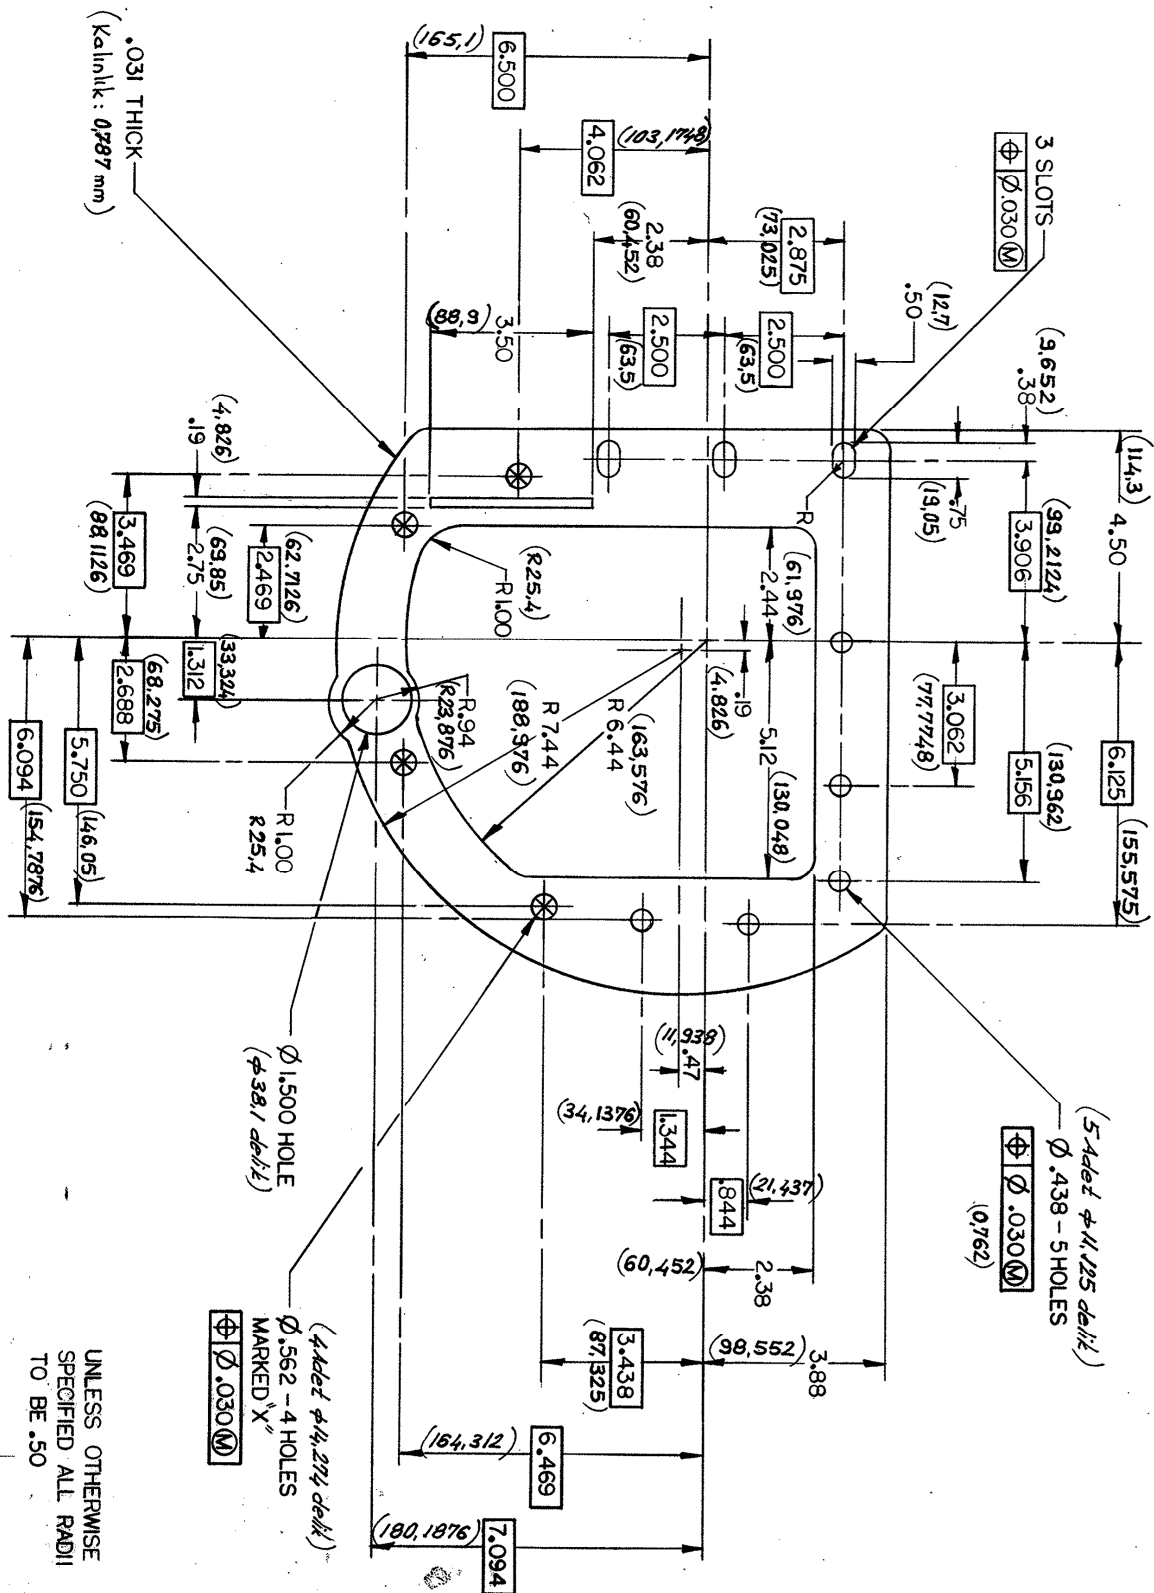 3 SLOTS
⌖ Ø.030 Ⓜ
(12,7)
.50
(9,652)
.38
(114,3) 4.50
.75
(19,05)
(99,2124)
3.906
6.125
(155,575)
(130,962)
5.156
3.062
(77,7748)
(5 Adet φ11,125 delik)
Ø .438 - 5 HOLES
⌖ Ø .030 Ⓜ
(0,762)
2.875
(73,025)
2.500
(63,5)
2.500
(63,5)
2.38
(60,452)
(103,1748)
4.062
(165,1)
6.500
3.50
(88,9)
R
(61,976)
2.44
5.12
(130,048)
.19
(4,826)
(163,576)
R 6.44
R 7.44
(188,976)
(R25,4)
R1.00
R.94
(R23,876)
R1.00
R25,4
.031 THICK
(Kalınlık: 0,787 mm)
(4,826)
.19
3.469
(88,1126)
(69,85)
2.75
(62,7126)
2.469
(33,324)
1.312
(68,275)
2.688
5.750
(146,05)
6.094
(154,7876)
Ø 1.500 HOLE
(φ38,1 delik)
(11,938)
.47
(34,1376)
1.344
(21,437)
.844
(60,452)
2.38
3.88
(98,552)
3.438
(87,325)
6.469
(164,312)
7.094
(180,1876)
(4 Adet φ14,274 delik)
Ø.562 - 4 HOLES
MARKED "X"
⌖ Ø .030 Ⓜ
UNLESS OTHERWISE
SPECIFIED ALL RADII
TO BE .50